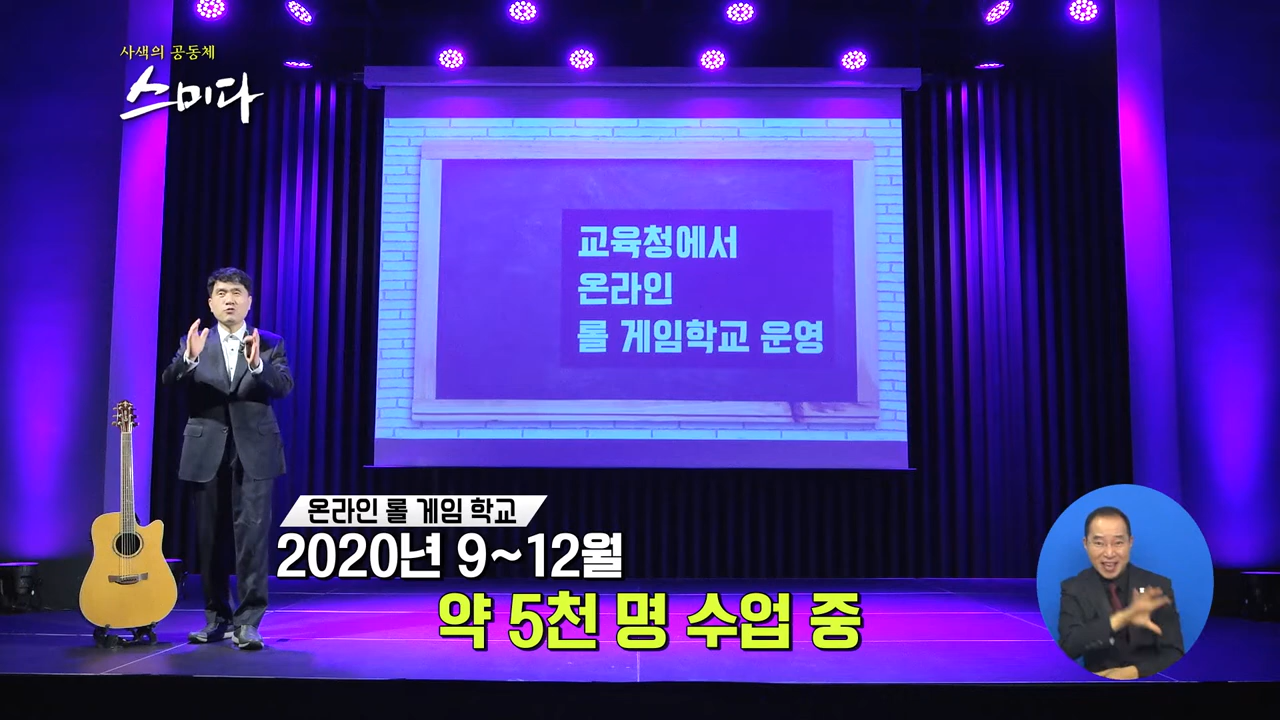 사색의 공동체
스미다
교육청에서
온라인
롤 게임학교 운영
온라인 롤 게임 학교
2020년 9~12월
약 5천 명 수업 중